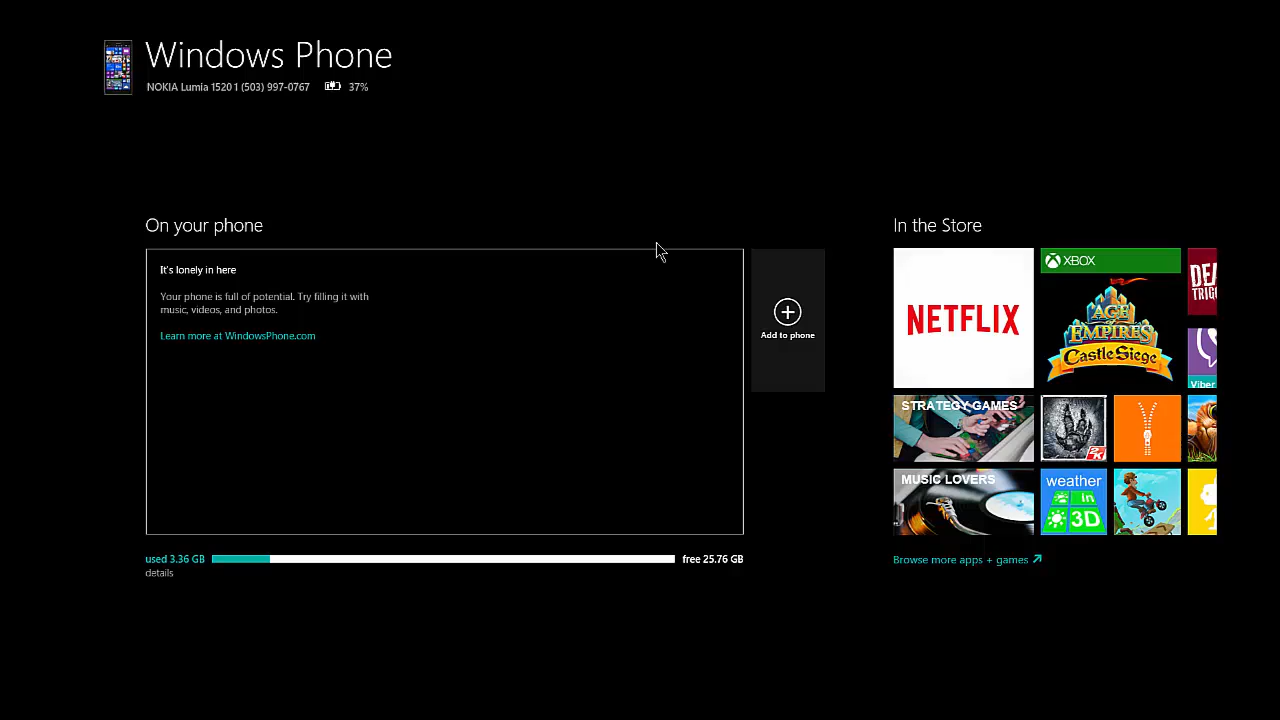 Windows Phone
NOKIA Lumia 1520 1 (503) 997-0767 37%
On your phone
It's lonely in here
Your phone is full of potential. Try filling it with
music, videos, and photos.
Learn more at WindowsPhone.com
Add to phone
used 3.36 GB
free 25.76 GB
details
In the Store
NETFLIX
XBOX
AGE
OF
EMPIRES
CASTLE SIEGE
DEA
TRIG
Viber
STRATEGY GAMES
2K
MUSIC LOVERS
weather
in
3D
Browse more apps + games